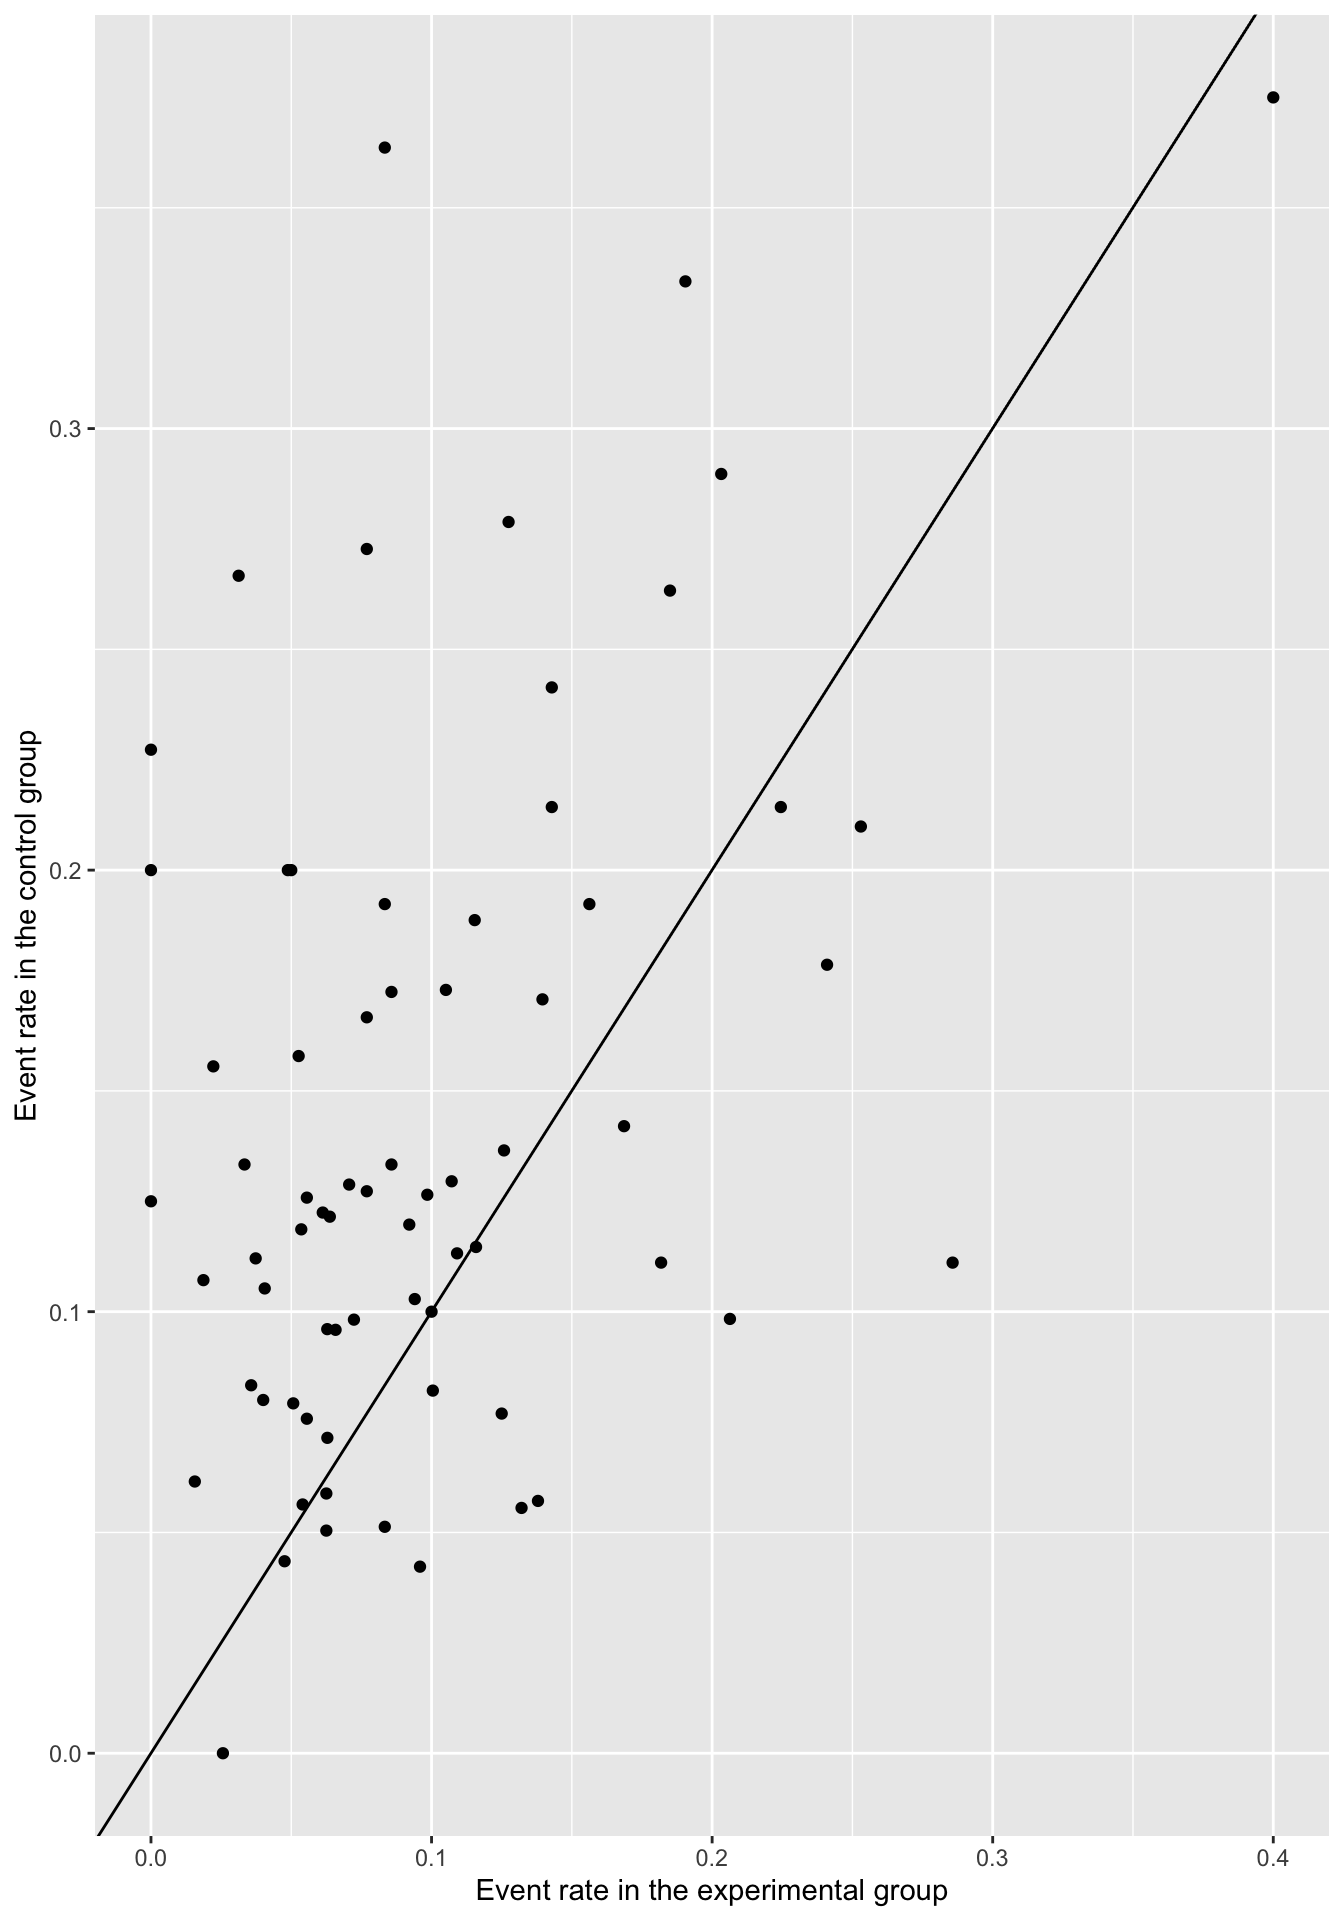 Event rate in the control group
0.3
0.2
0.1
0.0
0.0 0.1 0.2 0.3 0.4
Event rate in the experimental group